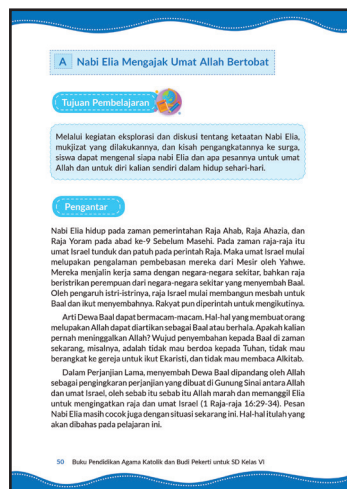 A Nabi Elia Mengajak Umat Allah Bertobat
Tujuan Pembelajaran
Melalui kegiatan eksplorasi dan diskusi tentang ketaatan Nabi Elia,
mukjizat yang dilakukannya, dan kisah pengangkatannya ke surga,
siswa dapat mengenal siapa nabi Elia dan apa pesannya untuk umat
Allah dan untuk diri kalian sendiri dalam hidup sehari-hari.
Pengantar
Nabi Elia hidup pada zaman pemerintahan Raja Ahab, Raja Ahazia, dan
Raja Yoram pada abad ke-9 Sebelum Masehi. Pada zaman raja-raja itu
umat Israel tunduk dan patuh pada perintah Raja. Maka umat Israel mulai
melupakan pengalaman pembebasan mereka dari Mesir oleh Yahwe.
Mereka menjalin kerja sama dengan negara-negara sekitar, bahkan raja
beristrikan perempuan dari negara-negara sekitar yang menyembah Baal.
Oleh pengaruh istri-istrinya, raja Israel mulai membangun mesbah untuk
Baal dan ikut menyembahnya. Rakyat pun diperintah untuk mengikutinya.
Arti Dewa Baal dapat bermacam-macam. Hal-hal yang membuat orang
melupakan Allah dapat diartikan sebagai Baal atau berhala. Apakah kalian
pernah meninggalkan Allah? Wujud penyembahan kepada Baal di zaman
sekarang, misalnya, adalah tidak mau berdoa kepada Tuhan, tidak mau
berangkat ke gereja untuk ikut Ekaristi, dan tidak mau membaca Alkitab.
Dalam Perjanjian Lama, menyembah Dewa Baal dipandang oleh Allah
sebagai pengingkaran perjanjian yang dibuat di Gunung Sinai antara Allah
dan umat Israel, oleh sebab itu sebab itu Allah marah dan memanggil Elia
untuk mengingatkan raja dan umat Israel (1 Raja-raja 16:29-34). Pesan
Nabi Elia masih cocok juga dengan situasi sekarang ini. Hal-hal itulah yang
akan dibahas pada pelajaran ini.
50 Buku Pendidikan Agama Katolik dan Budi Pekerti untuk SD Kelas VI